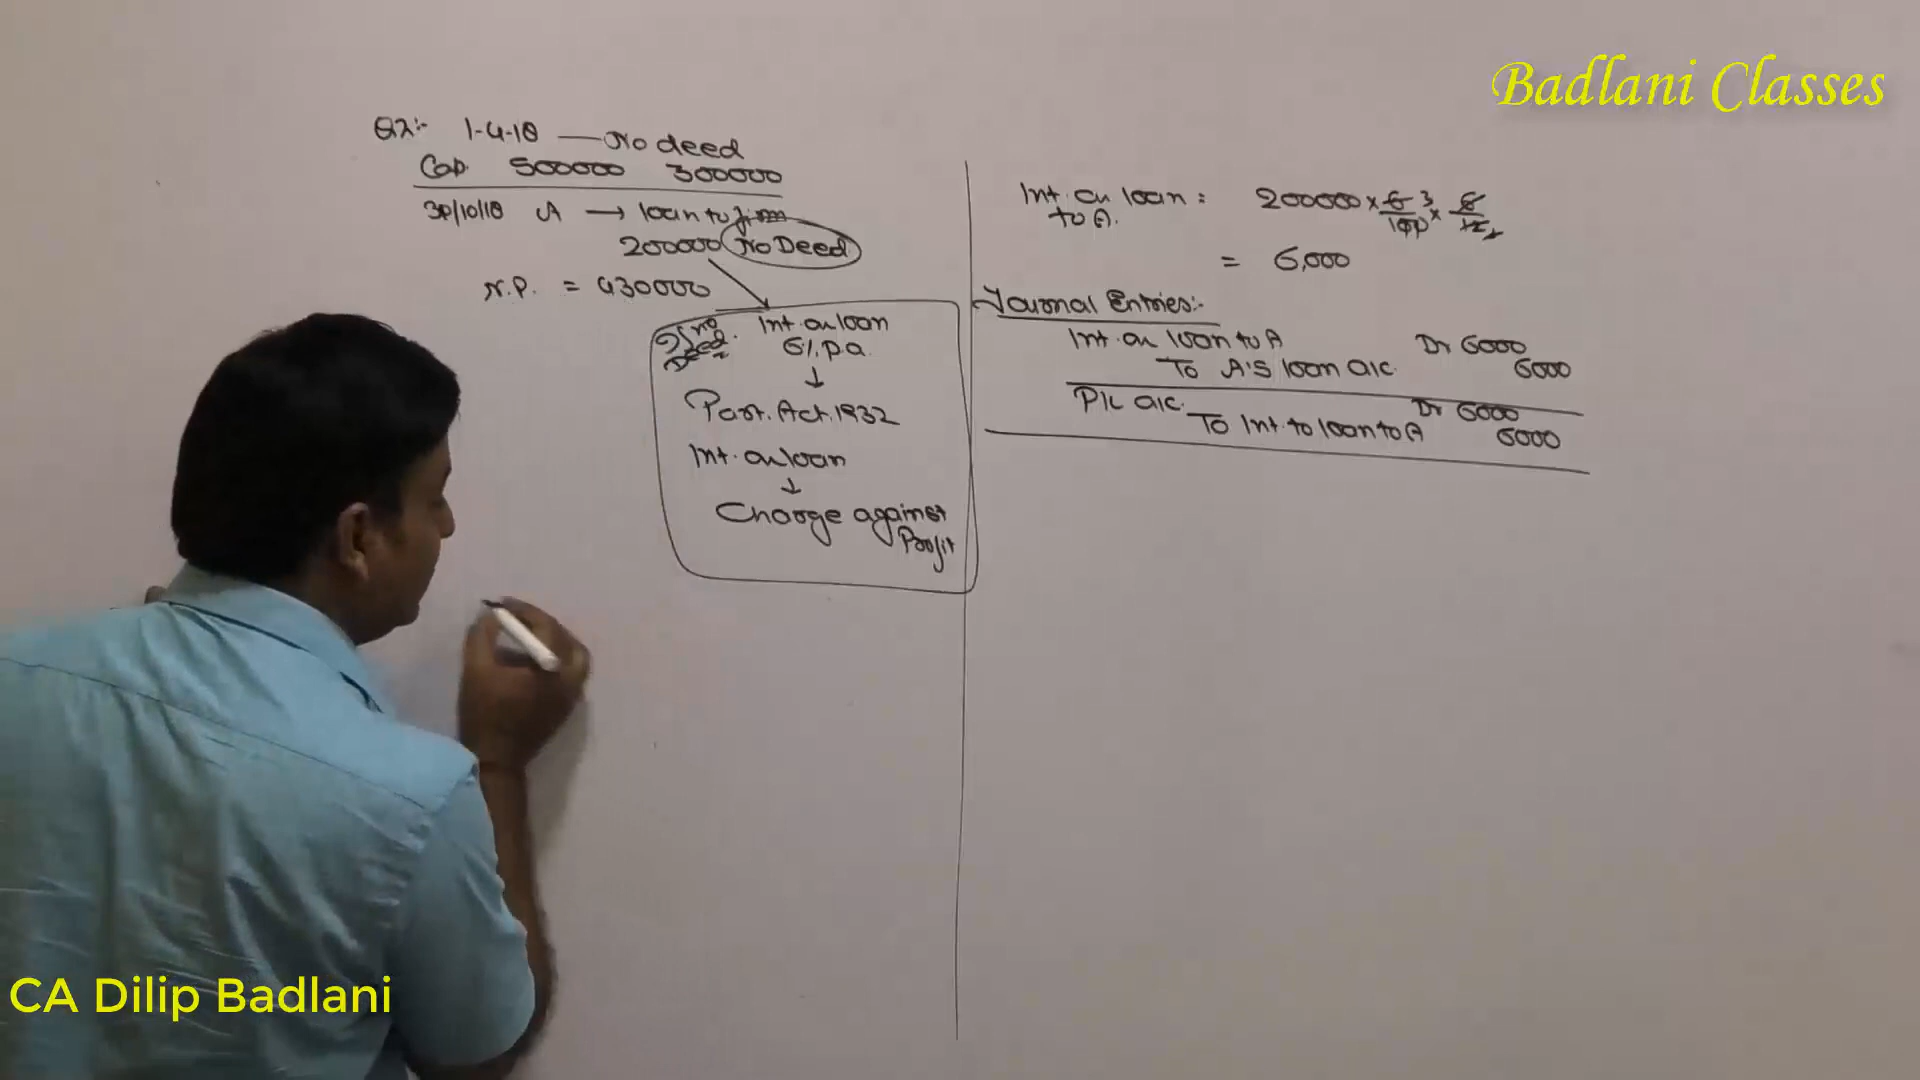 Badlani Classes
Q2:- 1-4-18 — No deed
Cap. 500000 300000
30/10/18 A → loan to firm
200000 No Deed
N.P. = 430000
If no Deed. Int. on loan
6% p.a.
↓
Part. Act. 1932
Int. on loan
↓
Charge against
Profit
Int. on loan = 200000 × 6 3/100 × 6/12
to A.
= 6,000
Journal Entries:-
Int. on loan to A Dr 6000
To A's loan a/c. 6000
P/L a/c. Dr 6000
To Int. to loan to A 6000
CA Dilip Badlani